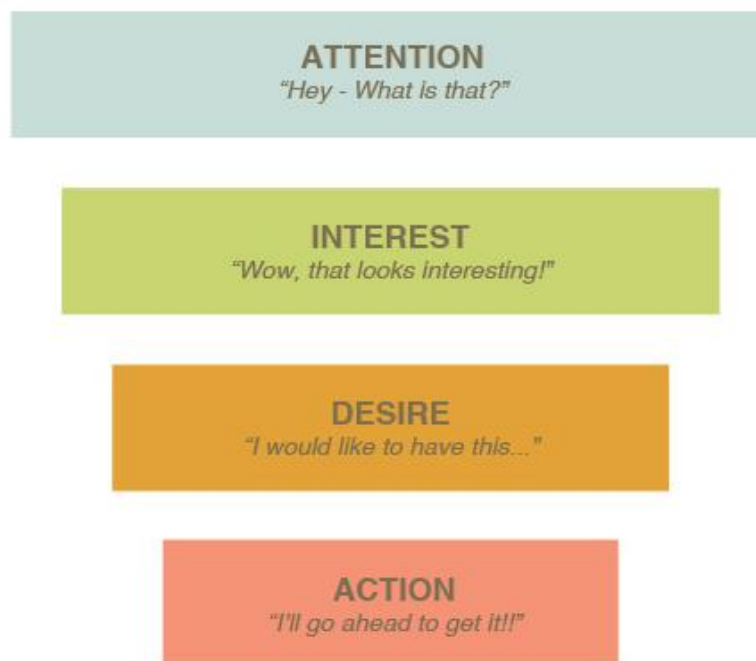 ATTENTION
“Hey - What is that?”
INTEREST
“Wow, that looks interesting!”
DESIRE
“I would like to have this...”
ACTION
“I'll go ahead to get it!!”